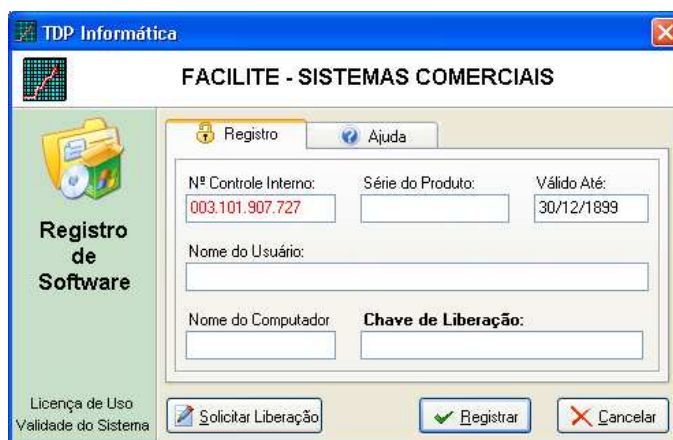 TDP Informática
FACILITE - SISTEMAS COMERCIAIS
Registro
de
Software
Licença de Uso
Validade do Sistema
Registro
Ajuda
Nº Controle Interno:
Série do Produto:
Válido Até:
003.101.907.727
30/12/1899
Nome do Usuário:
Nome do Computador
Chave de Liberação:
Solicitar Liberação
Registrar
Cancelar